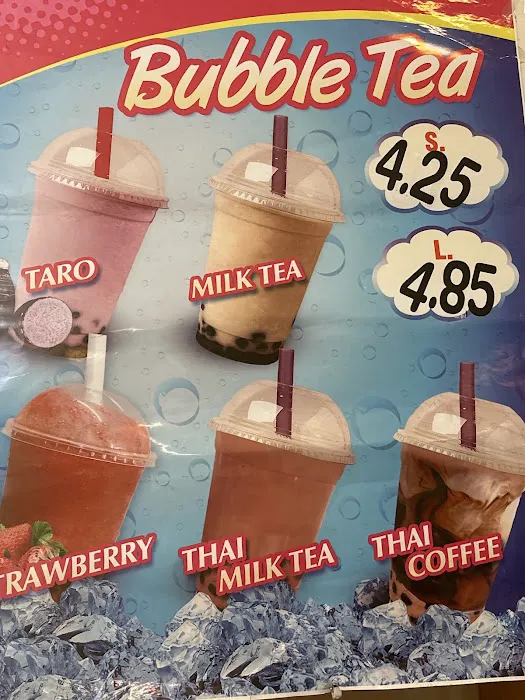 Bubble Tea
S.
4.25
TARO
MILK TEA
L.
4.85
TRAWBERRY
THAI
MILK TEA
THAI
COFFEE